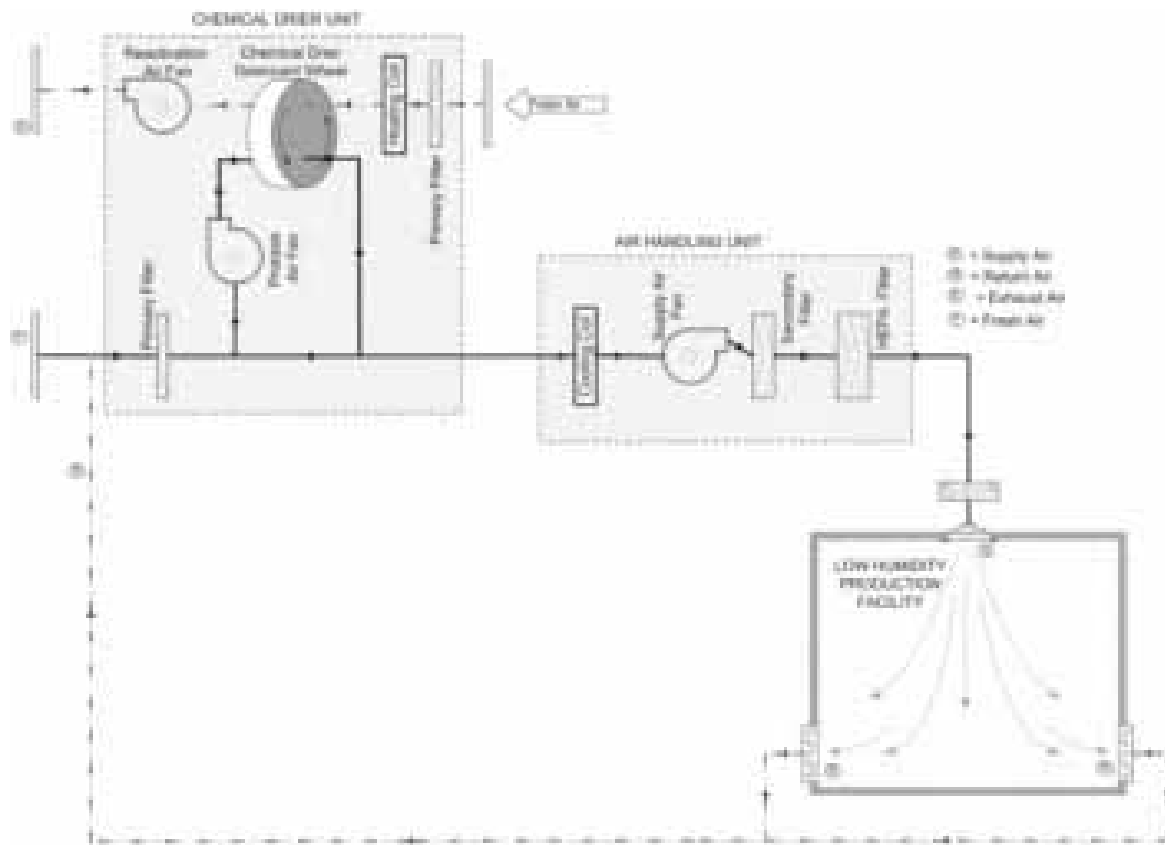 CHEMICAL DRIER UNIT
Reactivation
Air Fan
Chemical Drier
Desiccant Wheel
Heating Coil
Primary Filter
Fresh Air
Process
Air Fan
Primary Filter
AIR HANDLING UNIT
Cooling Coil
Supply Air
Fan
Secondary
Filter
HEPA Filter
= Supply Air
= Return Air
= Exhaust Air
= Fresh Air
LOW HUMIDITY
PRODUCTION
FACILITY